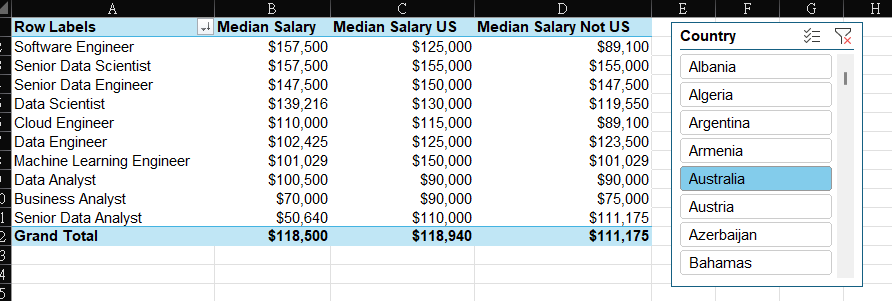 A B C D E F G H
Row Labels Median Salary Median Salary US Median Salary Not US
Software Engineer $157,500 $125,000 $89,100
Senior Data Scientist $157,500 $155,000 $155,000
Senior Data Engineer $147,500 $150,000 $147,500
Data Scientist $139,216 $130,000 $119,550
Cloud Engineer $110,000 $115,000 $89,100
Data Engineer $102,425 $125,000 $123,500
Machine Learning Engineer $101,029 $150,000 $101,029
Data Analyst $100,500 $90,000 $90,000
Business Analyst $70,000 $90,000 $75,000
Senior Data Analyst $50,640 $110,000 $111,175
Grand Total $118,500 $118,940 $111,175
Country
Albania
Algeria
Argentina
Armenia
Australia
Austria
Azerbaijan
Bahamas